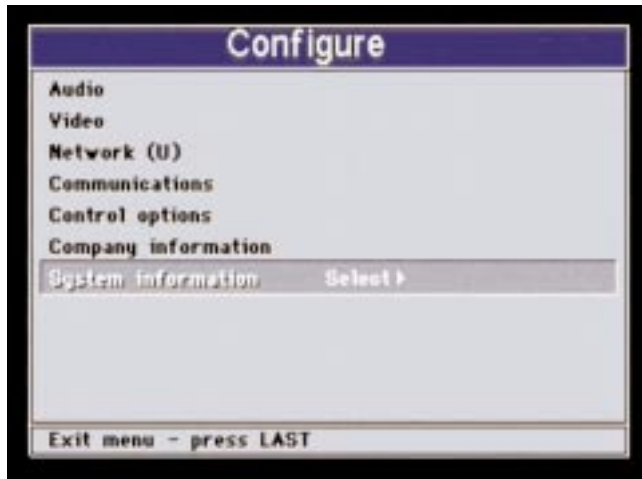 Configure
Audio
Video
Network (U)
Communications
Control options
Company information
System information Select
Exit menu - press LAST